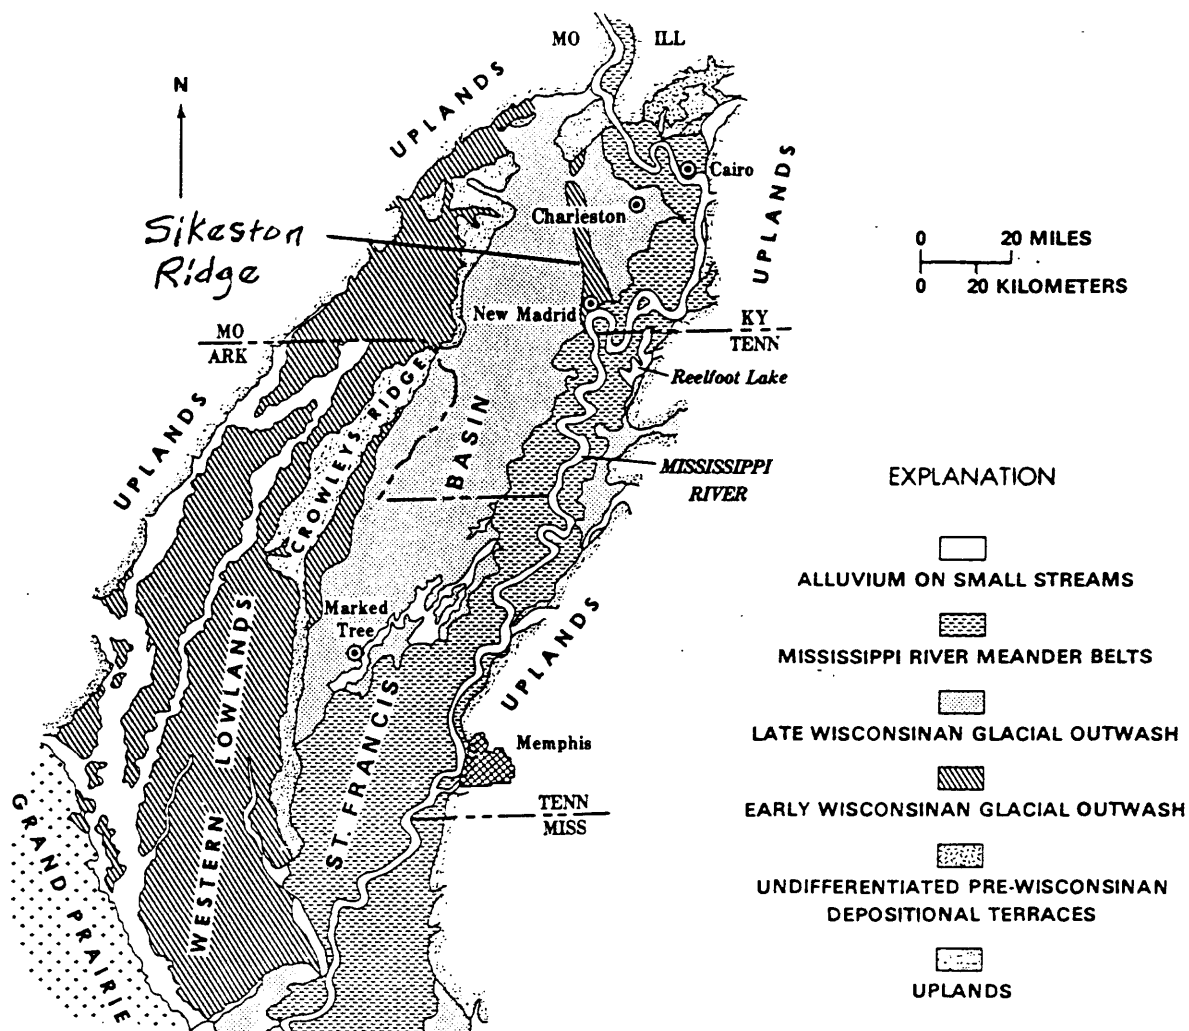 MO ILL
N
UPLANDS
UPLANDS
Cairo
Charleston
Sikeston
Ridge
0 20 MILES
0 20 KILOMETERS
New Madrid
MO
ARK
KY
TENN
Reelfoot Lake
UPLANDS
CROWLEYS RIDGE
BASIN
MISSISSIPPI
RIVER
Marked
Tree
UPLANDS
WESTERN LOWLANDS
ST. FRANCIS
Memphis
TENN
MISS
GRAND PRAIRIE
EXPLANATION
ALLUVIUM ON SMALL STREAMS
MISSISSIPPI RIVER MEANDER BELTS
LATE WISCONSINAN GLACIAL OUTWASH
EARLY WISCONSINAN GLACIAL OUTWASH
UNDIFFERENTIATED PRE-WISCONSINAN
DEPOSITIONAL TERRACES
UPLANDS